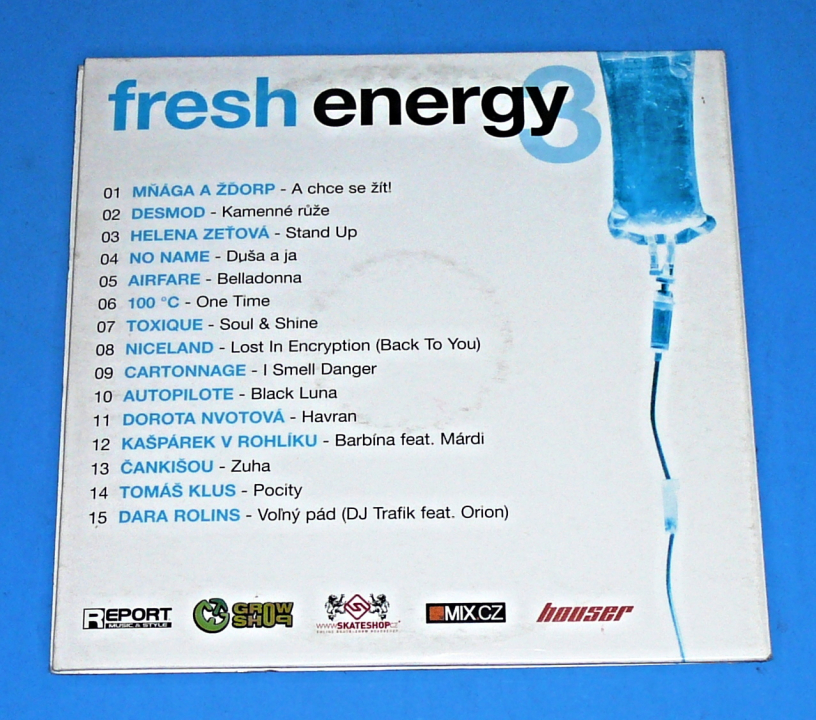 fresh energy 3
01 MŇÁGA A ŽĎORP - A chce se žít!
02 DESMOD - Kamenné růže
03 HELENA ZEŤOVÁ - Stand Up
04 NO NAME - Duša a ja
05 AIRFARE - Belladonna
06 100 °C - One Time
07 TOXIQUE - Soul & Shine
08 NICELAND - Lost In Encryption (Back To You)
09 CARTONNAGE - I Smell Danger
10 AUTOPILOTE - Black Luna
11 DOROTA NVOTOVÁ - Havran
12 KAŠPÁREK V ROHLÍKU - Barbína feat. Márdi
13 ČANKIŠOU - Zuha
14 TOMÁŠ KLUS - Pocity
15 DARA ROLINS - Voľný pád (DJ Trafik feat. Orion)
REPORT
MUSIC & STYLE
GROW
SHOP
www.SKATESHOP.cz
MIX.CZ
houser